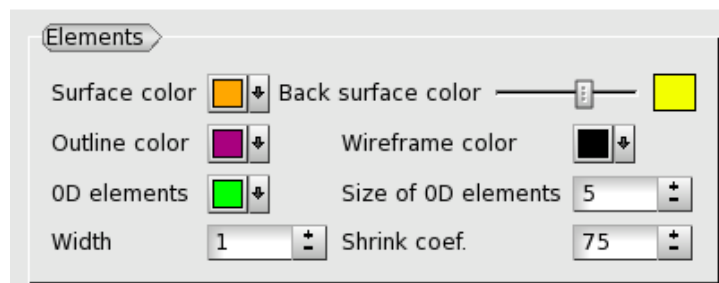 Elements
Surface color Back surface color
Outline color Wireframe color
0D elements Size of 0D elements 5
Width 1 Shrink coef. 75